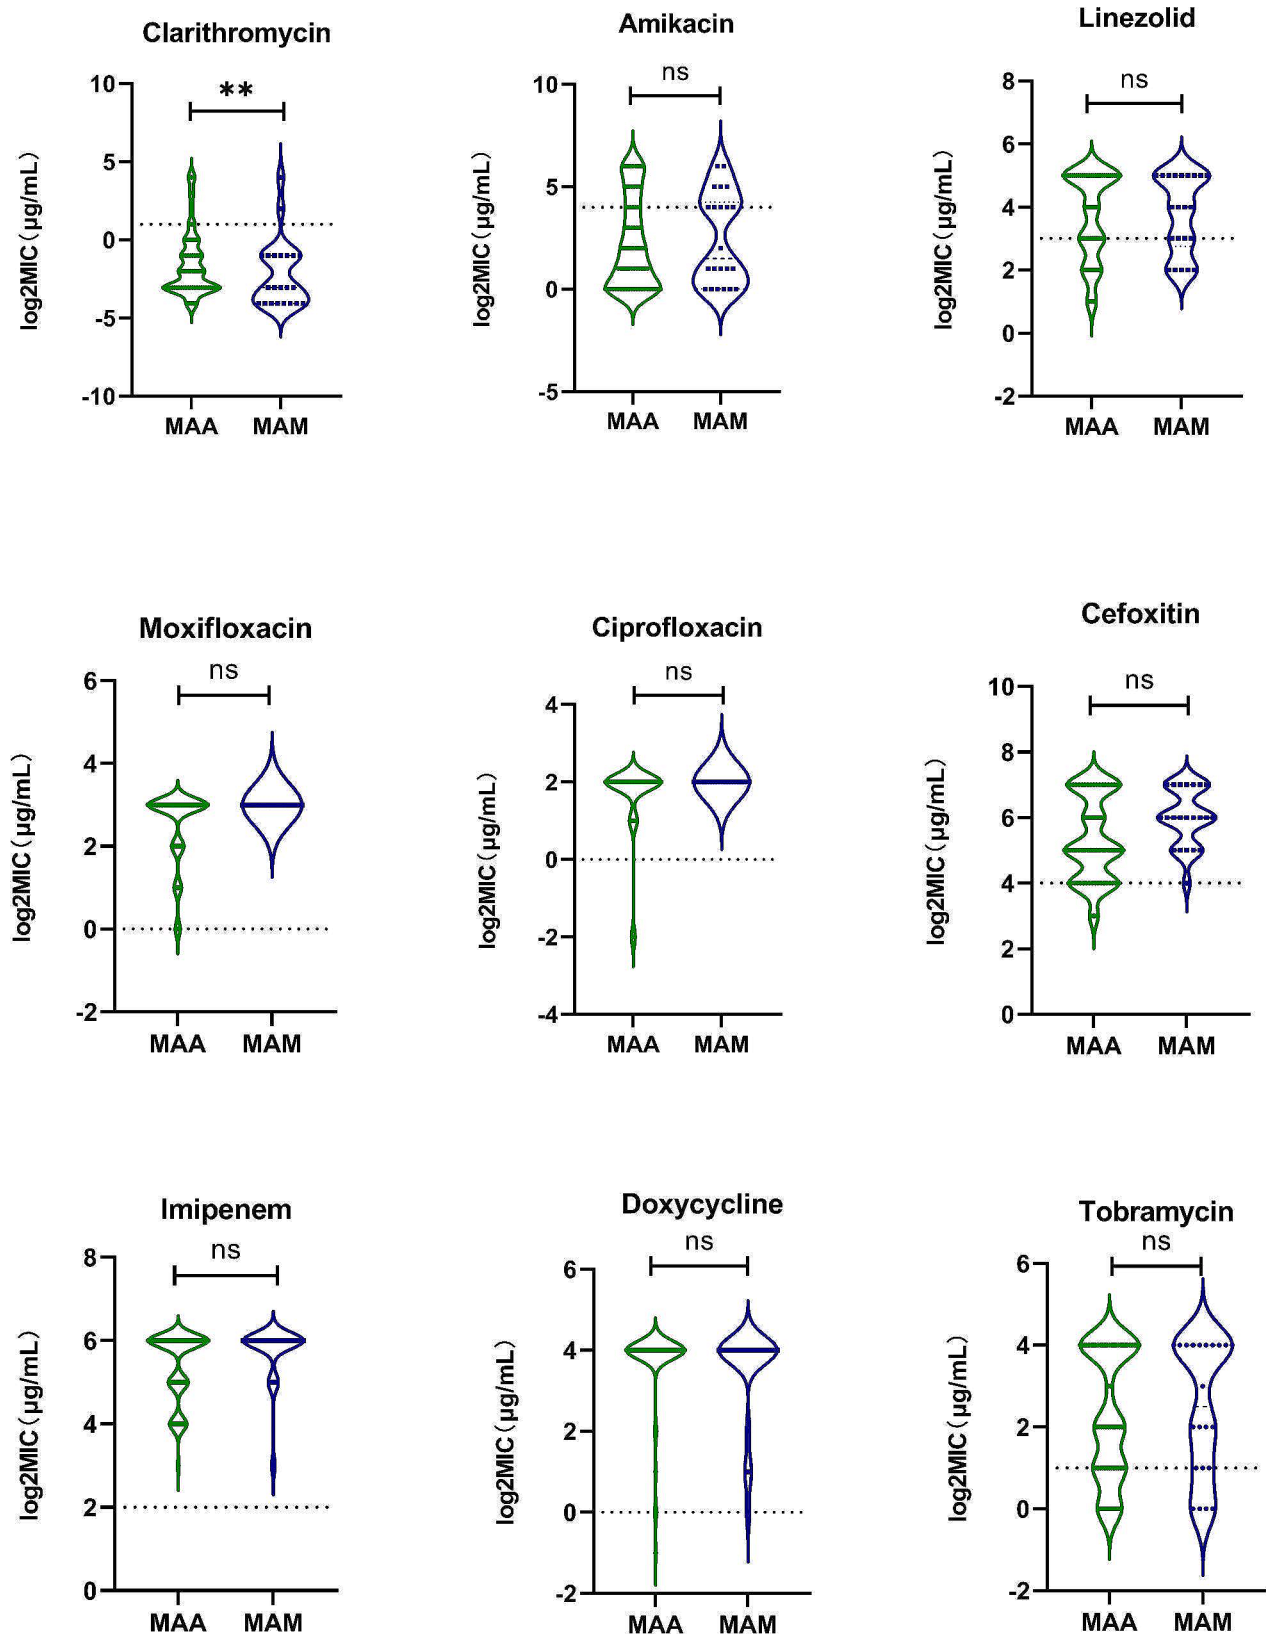 Clarithromycin
**
log2MIC（μg/mL）
10
5
0
-5
-10
MAA MAM
Amikacin
ns
log2MIC（μg/mL）
10
5
0
-5
MAA MAM
Linezolid
ns
log2MIC（μg/mL）
8
6
4
2
0
-2
MAA MAM
Moxifloxacin
ns
log2MIC（μg/mL）
6
4
2
0
-2
MAA MAM
Ciprofloxacin
ns
log2MIC（μg/mL）
4
2
0
-2
-4
MAA MAM
Cefoxitin
ns
log2MIC（μg/mL）
10
8
6
4
2
0
MAA MAM
Imipenem
ns
log2MIC（μg/mL）
8
6
4
2
0
MAA MAM
Doxycycline
ns
log2MIC（μg/mL）
6
4
2
0
-2
MAA MAM
Tobramycin
ns
log2MIC（μg/mL）
6
4
2
0
-2
MAA MAM